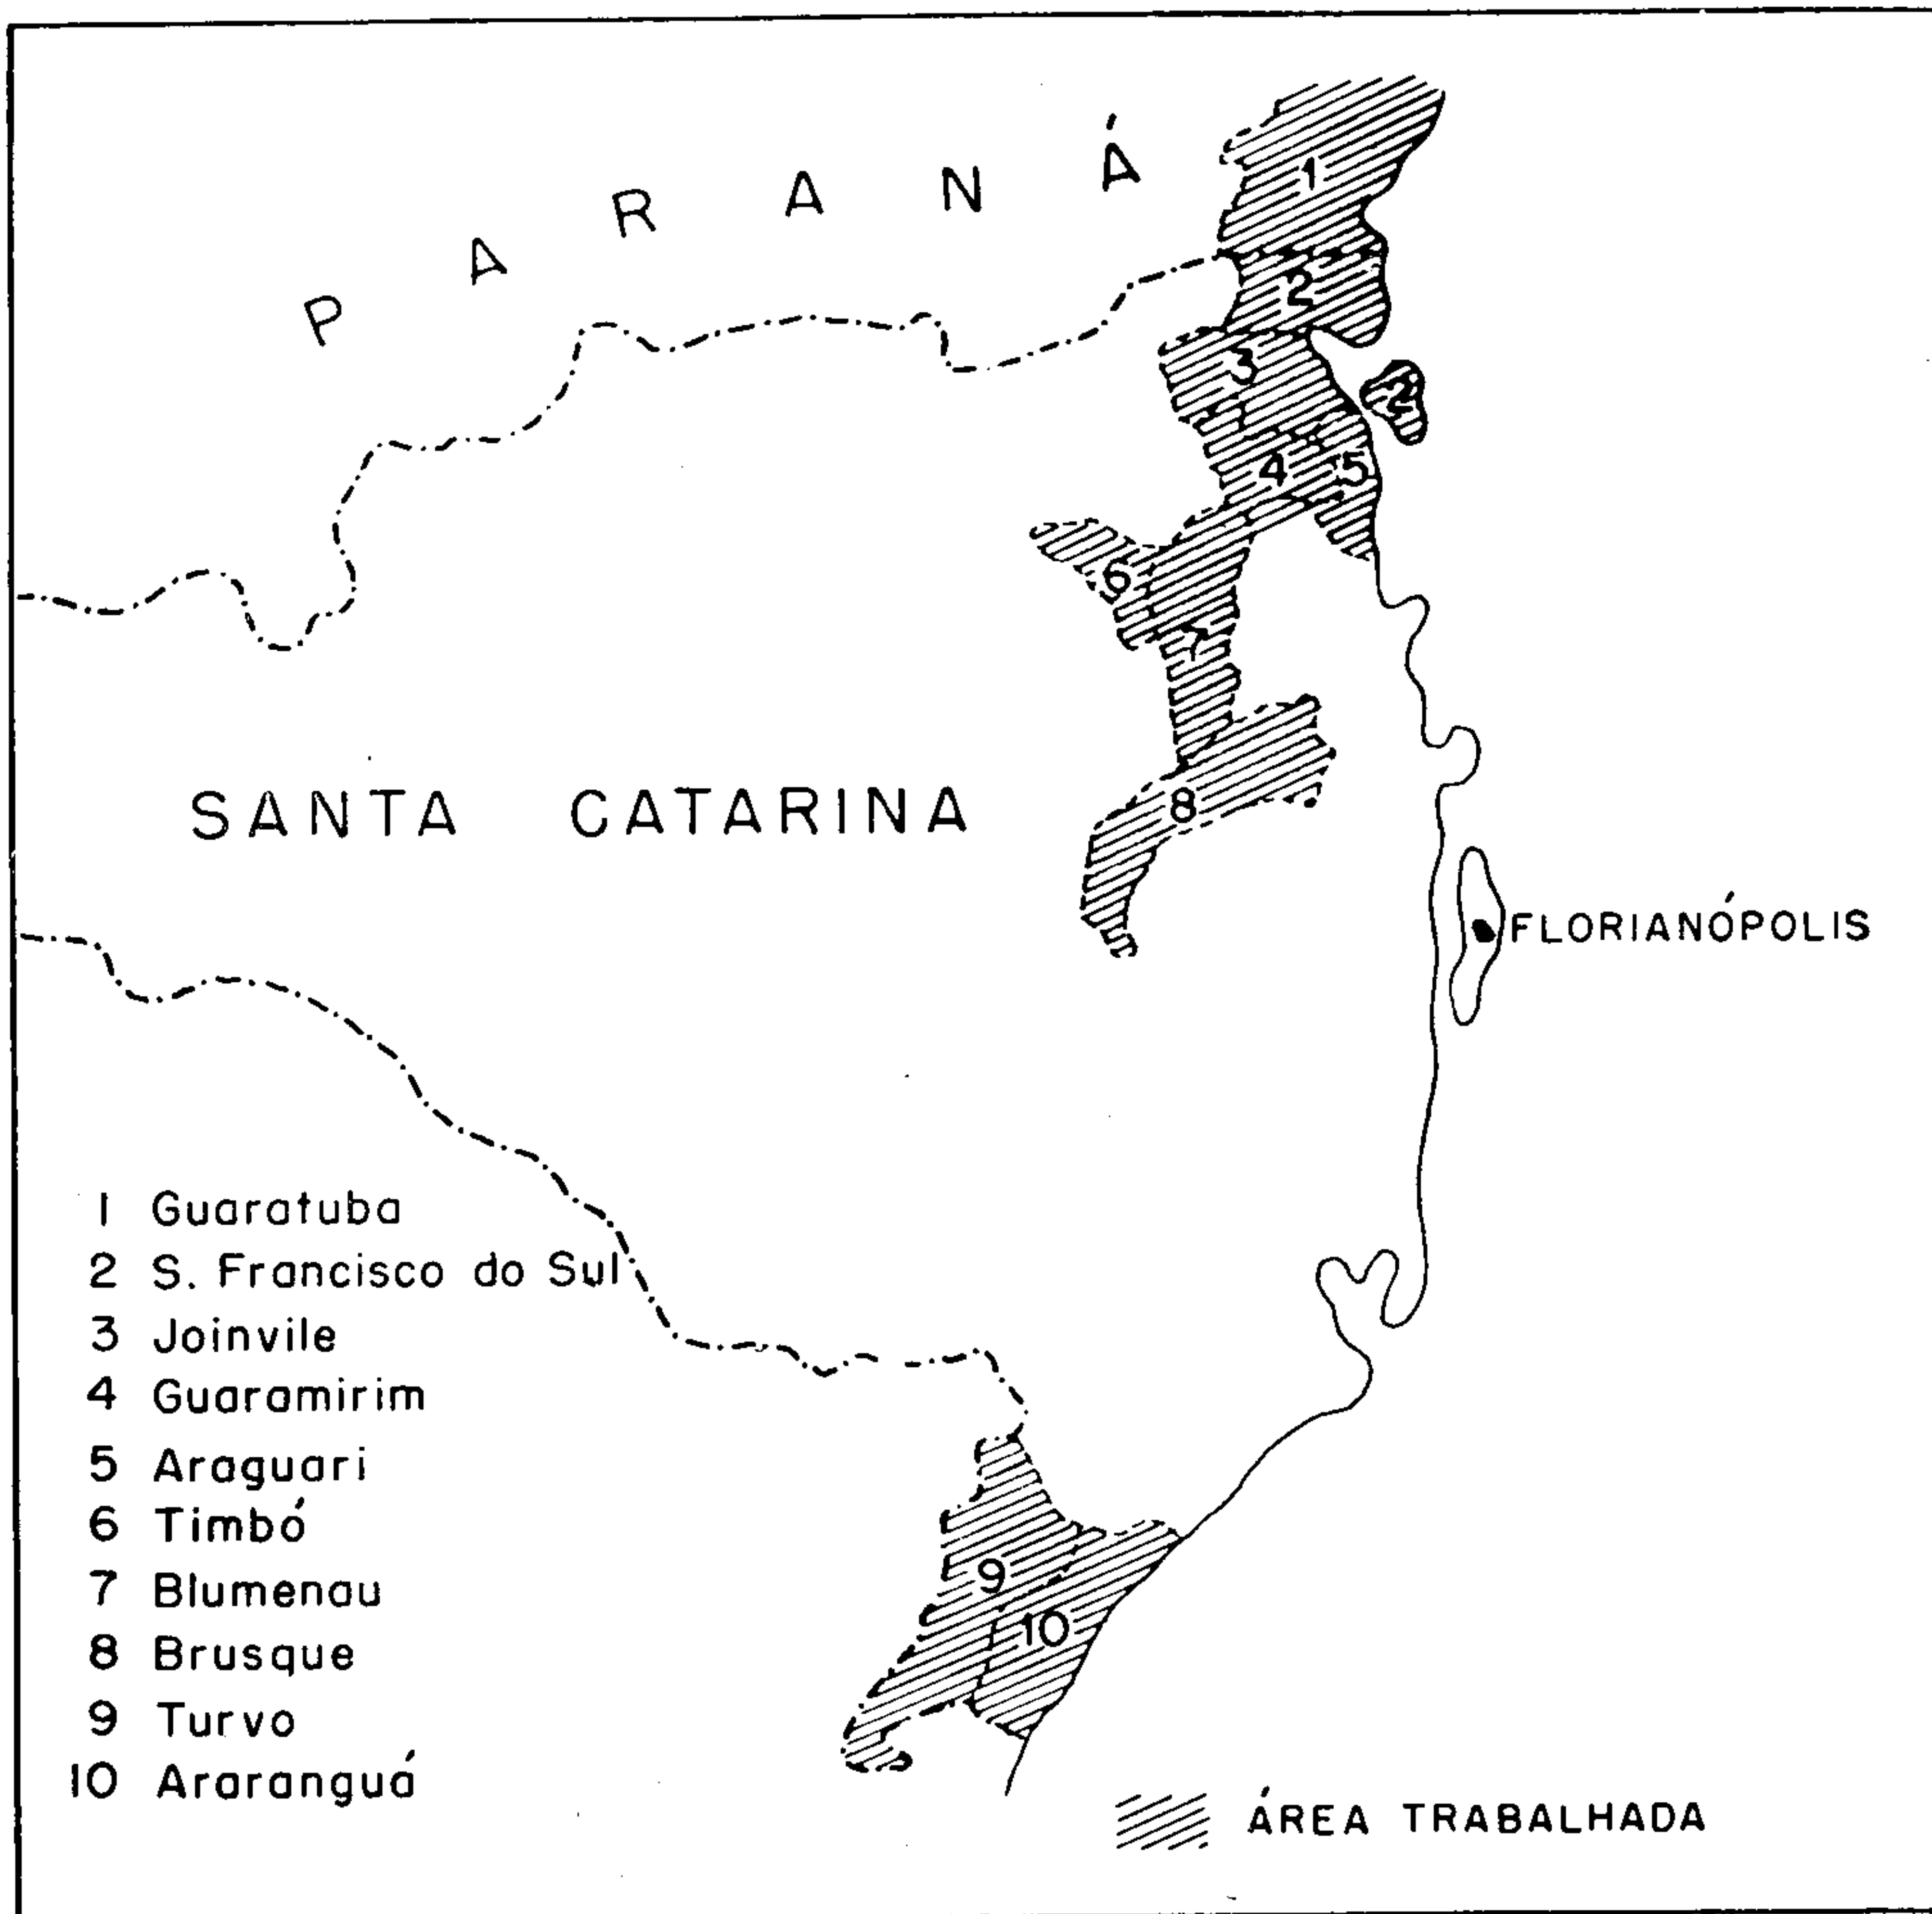 PARANÁ
1
2
3
2
4
5
6
7
8
SANTA CATARINA
FLORIANÓPOLIS
1 Guaratuba
2 S. Francisco do Sul
3 Joinvile
4 Guaramirim
5 Araguari
6 Timbó
7 Blumenau
8 Brusque
9 Turvo
10 Araranguá
9
10
ÁREA TRABALHADA